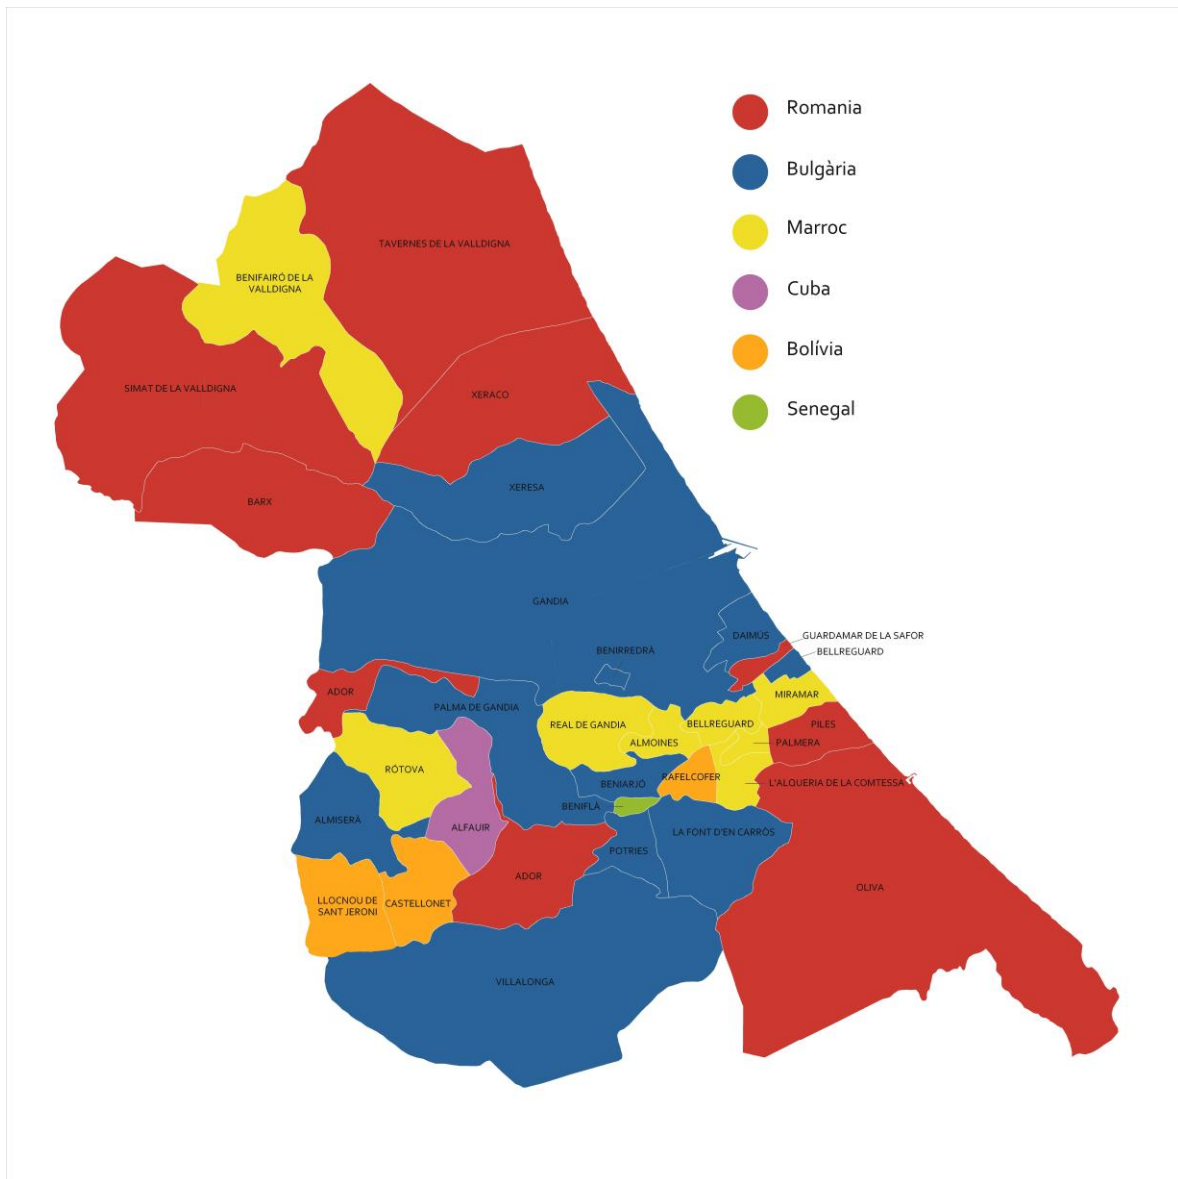 Romania
Bulgària
Marroc
Cuba
Bolívia
Senegal
TAVERNES DE LA VALLDIGNA
BENIFAIRÓ DE LA
VALLDIGNA
SIMAT DE LA VALLDIGNA
XERACO
XERESA
BARX
GANDIA
DAIMÚS
GUARDAMAR DE LA SAFOR
BENIRREDRÀ
BELLREGUARD
ADOR
MIRAMAR
PALMA DE GANDIA
REAL DE GANDIA
BELLREGUARD
PILES
ALMOINES
PALMERA
RÓTOVA
RAFELCOFER
BENIARJÓ
L'ALQUERIA DE LA COMTESSA
BENIFLÀ
ALMISERÀ
ALFAUIR
LA FONT D'EN CARRÒS
POTRIES
ADOR
OLIVA
LLOCNOU DE
SANT JERONI
CASTELLONET
VILLALONGA